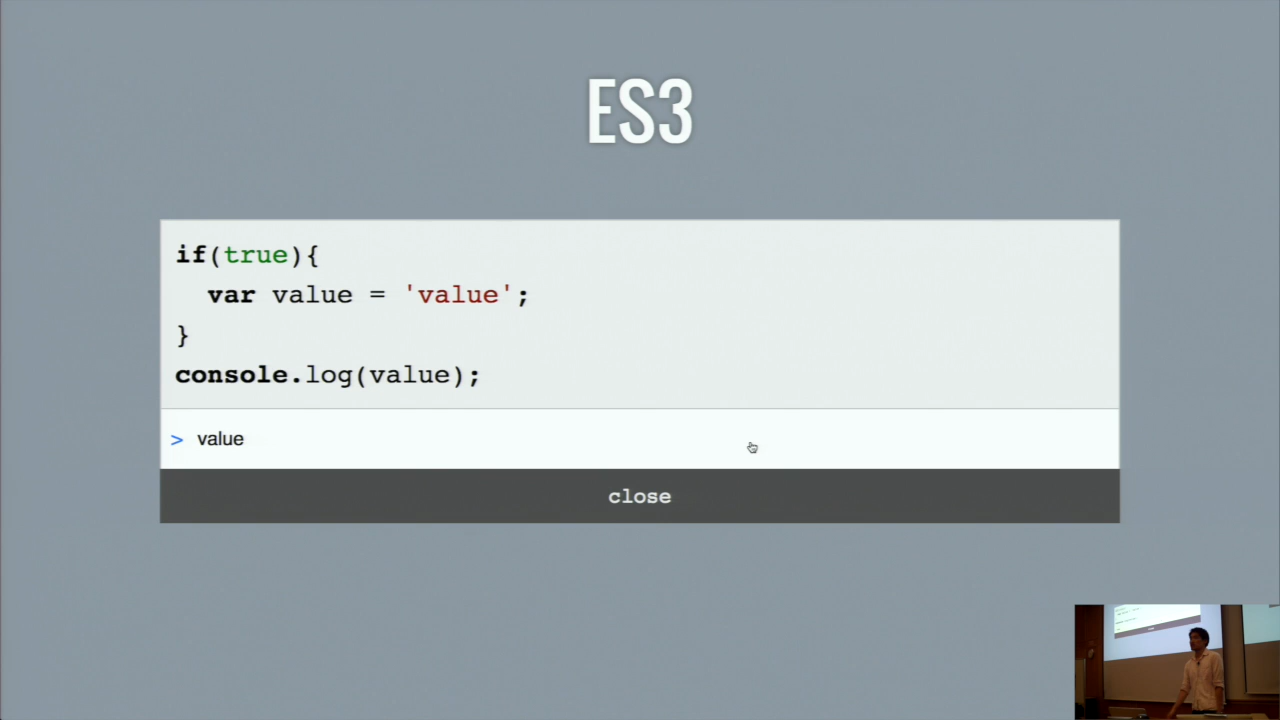 ES3
if(true){
  var value = 'value';
}
console.log(value);
> value
close